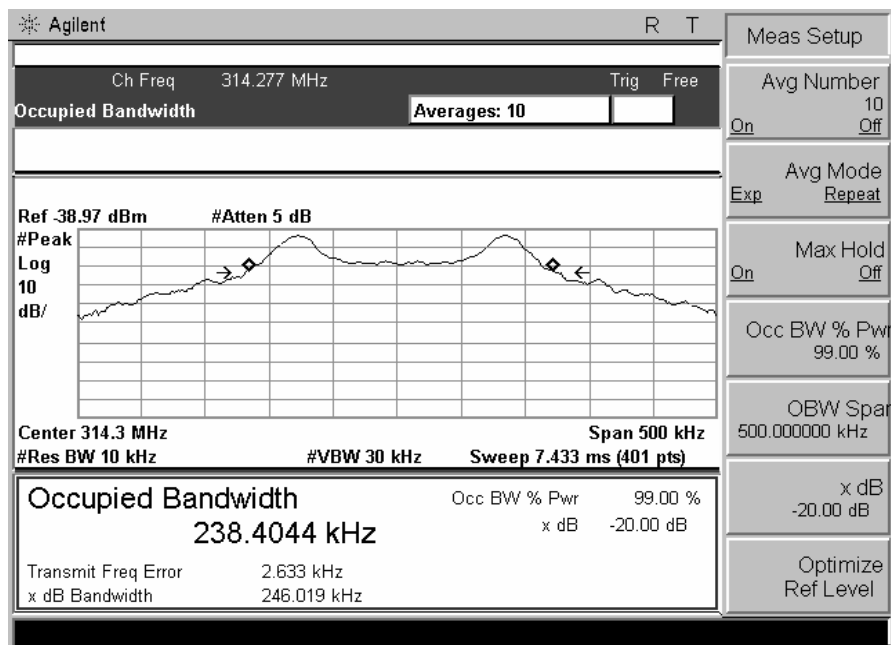 Agilent R T
Ch Freq 314.277 MHz Trig Free
Occupied Bandwidth Averages: 10
Ref -38.97 dBm #Atten 5 dB
#Peak
Log
10
dB/
Center 314.3 MHz Span 500 kHz
#Res BW 10 kHz #VBW 30 kHz Sweep 7.433 ms (401 pts)
Occupied Bandwidth
238.4044 kHz
Occ BW % Pwr 99.00 %
x dB -20.00 dB
Transmit Freq Error 2.633 kHz
x dB Bandwidth 246.019 kHz
Meas Setup
Avg Number
10
On Off
Avg Mode
Exp Repeat
Max Hold
On Off
Occ BW % Pwr
99.00 %
OBW Span
500.000000 kHz
x dB
-20.00 dB
Optimize
Ref Level